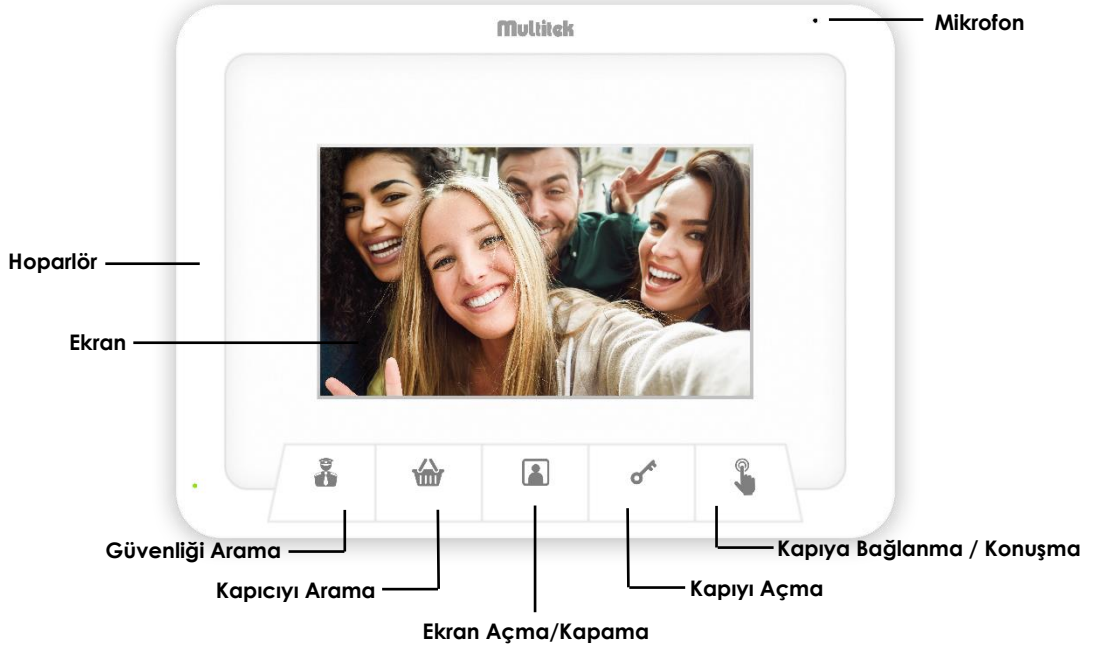 Multitek
Mikrofon
Hoparlör
Ekran
Güvenliği Arama
Kapıya Bağlanma / Konuşma
Kapıcıyı Arama
Kapıyı Açma
Ekran Açma/Kapama